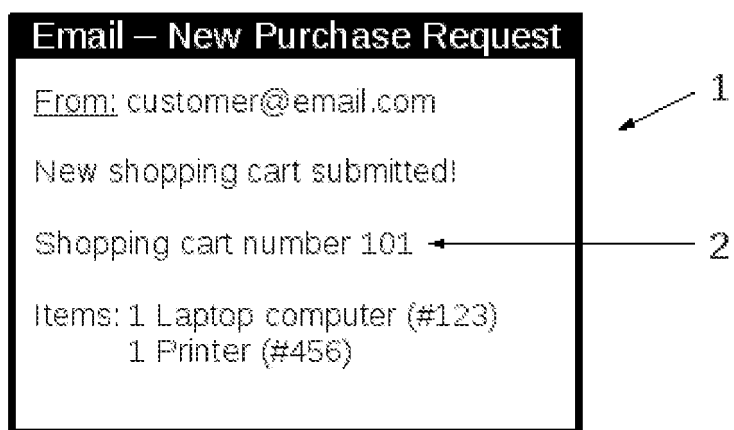 Email – New Purchase Request
From: customer@email.com
1
New shopping cart submitted!
Shopping cart number 101
2
Items: 1 Laptop computer (#123)
1 Printer (#456)